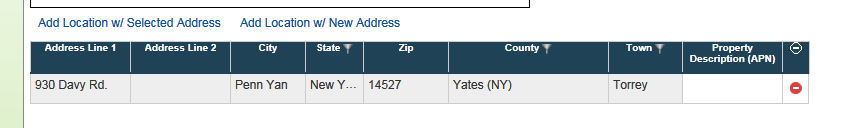 Add Location w/ Selected Address Add Location w/ New Address
Address Line 1 Address Line 2 City State Zip County Town Property Description (APN)
930 Davy Rd. Penn Yan New Y... 14527 Yates (NY) Torrey